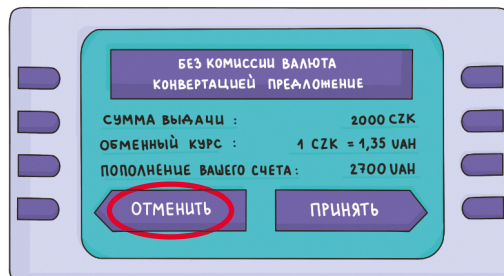 БЕЗ КОМИССИИ ВАЛЮТА
КОНВЕРТАЦИЕЙ ПРЕДЛОЖЕНИЕ
СУММА ВЫДАЧИ : 2000 CZK
ОБМЕННЫЙ КУРС : 1 CZK = 1,35 UAH
ПОПОЛНЕНИЕ ВАШЕГО СЧЕТА : 2700 UAH
ОТМЕНИТЬ ПРИНЯТЬ